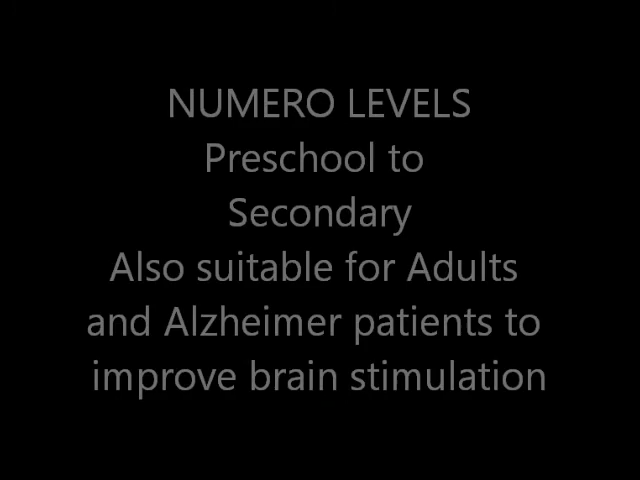 NUMERO LEVELS
Preschool to
Secondary
Also suitable for Adults
and Alzheimer patients to
improve brain stimulation